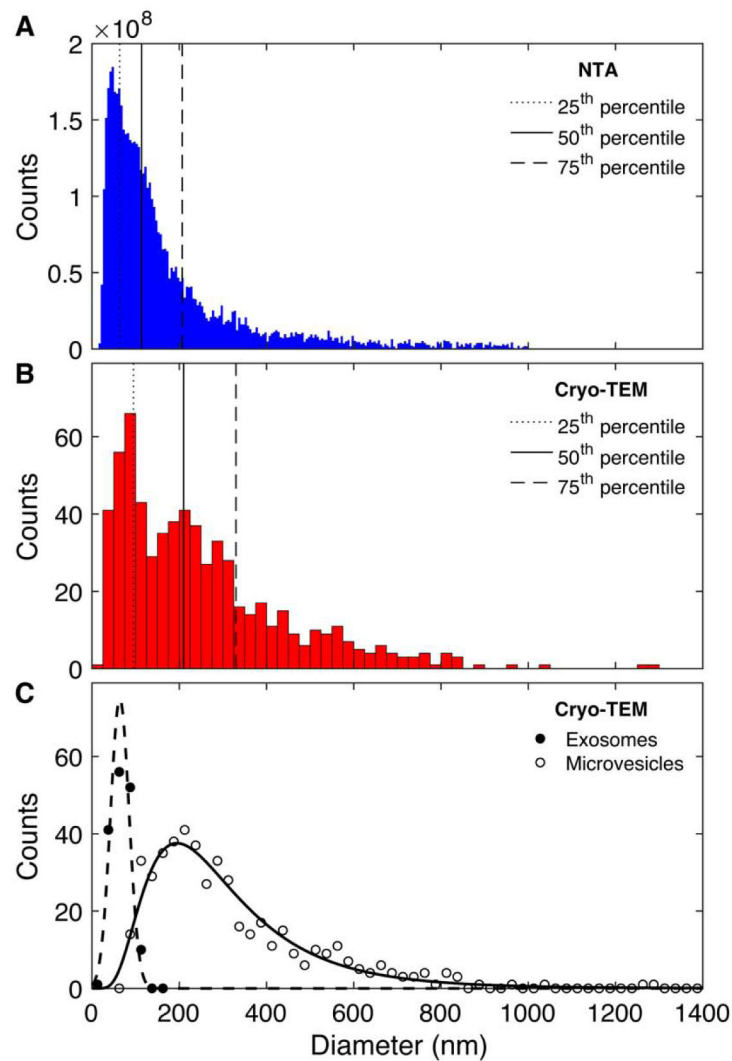 A
×10⁸
2
1.5
1
0.5
0
Counts
NTA
25th percentile
50th percentile
75th percentile
B
60
40
20
0
Counts
Cryo-TEM
25th percentile
50th percentile
75th percentile
C
60
40
20
0
Counts
Cryo-TEM
Exosomes
Microvesicles
0 200 400 600 800 1000 1200 1400
Diameter (nm)